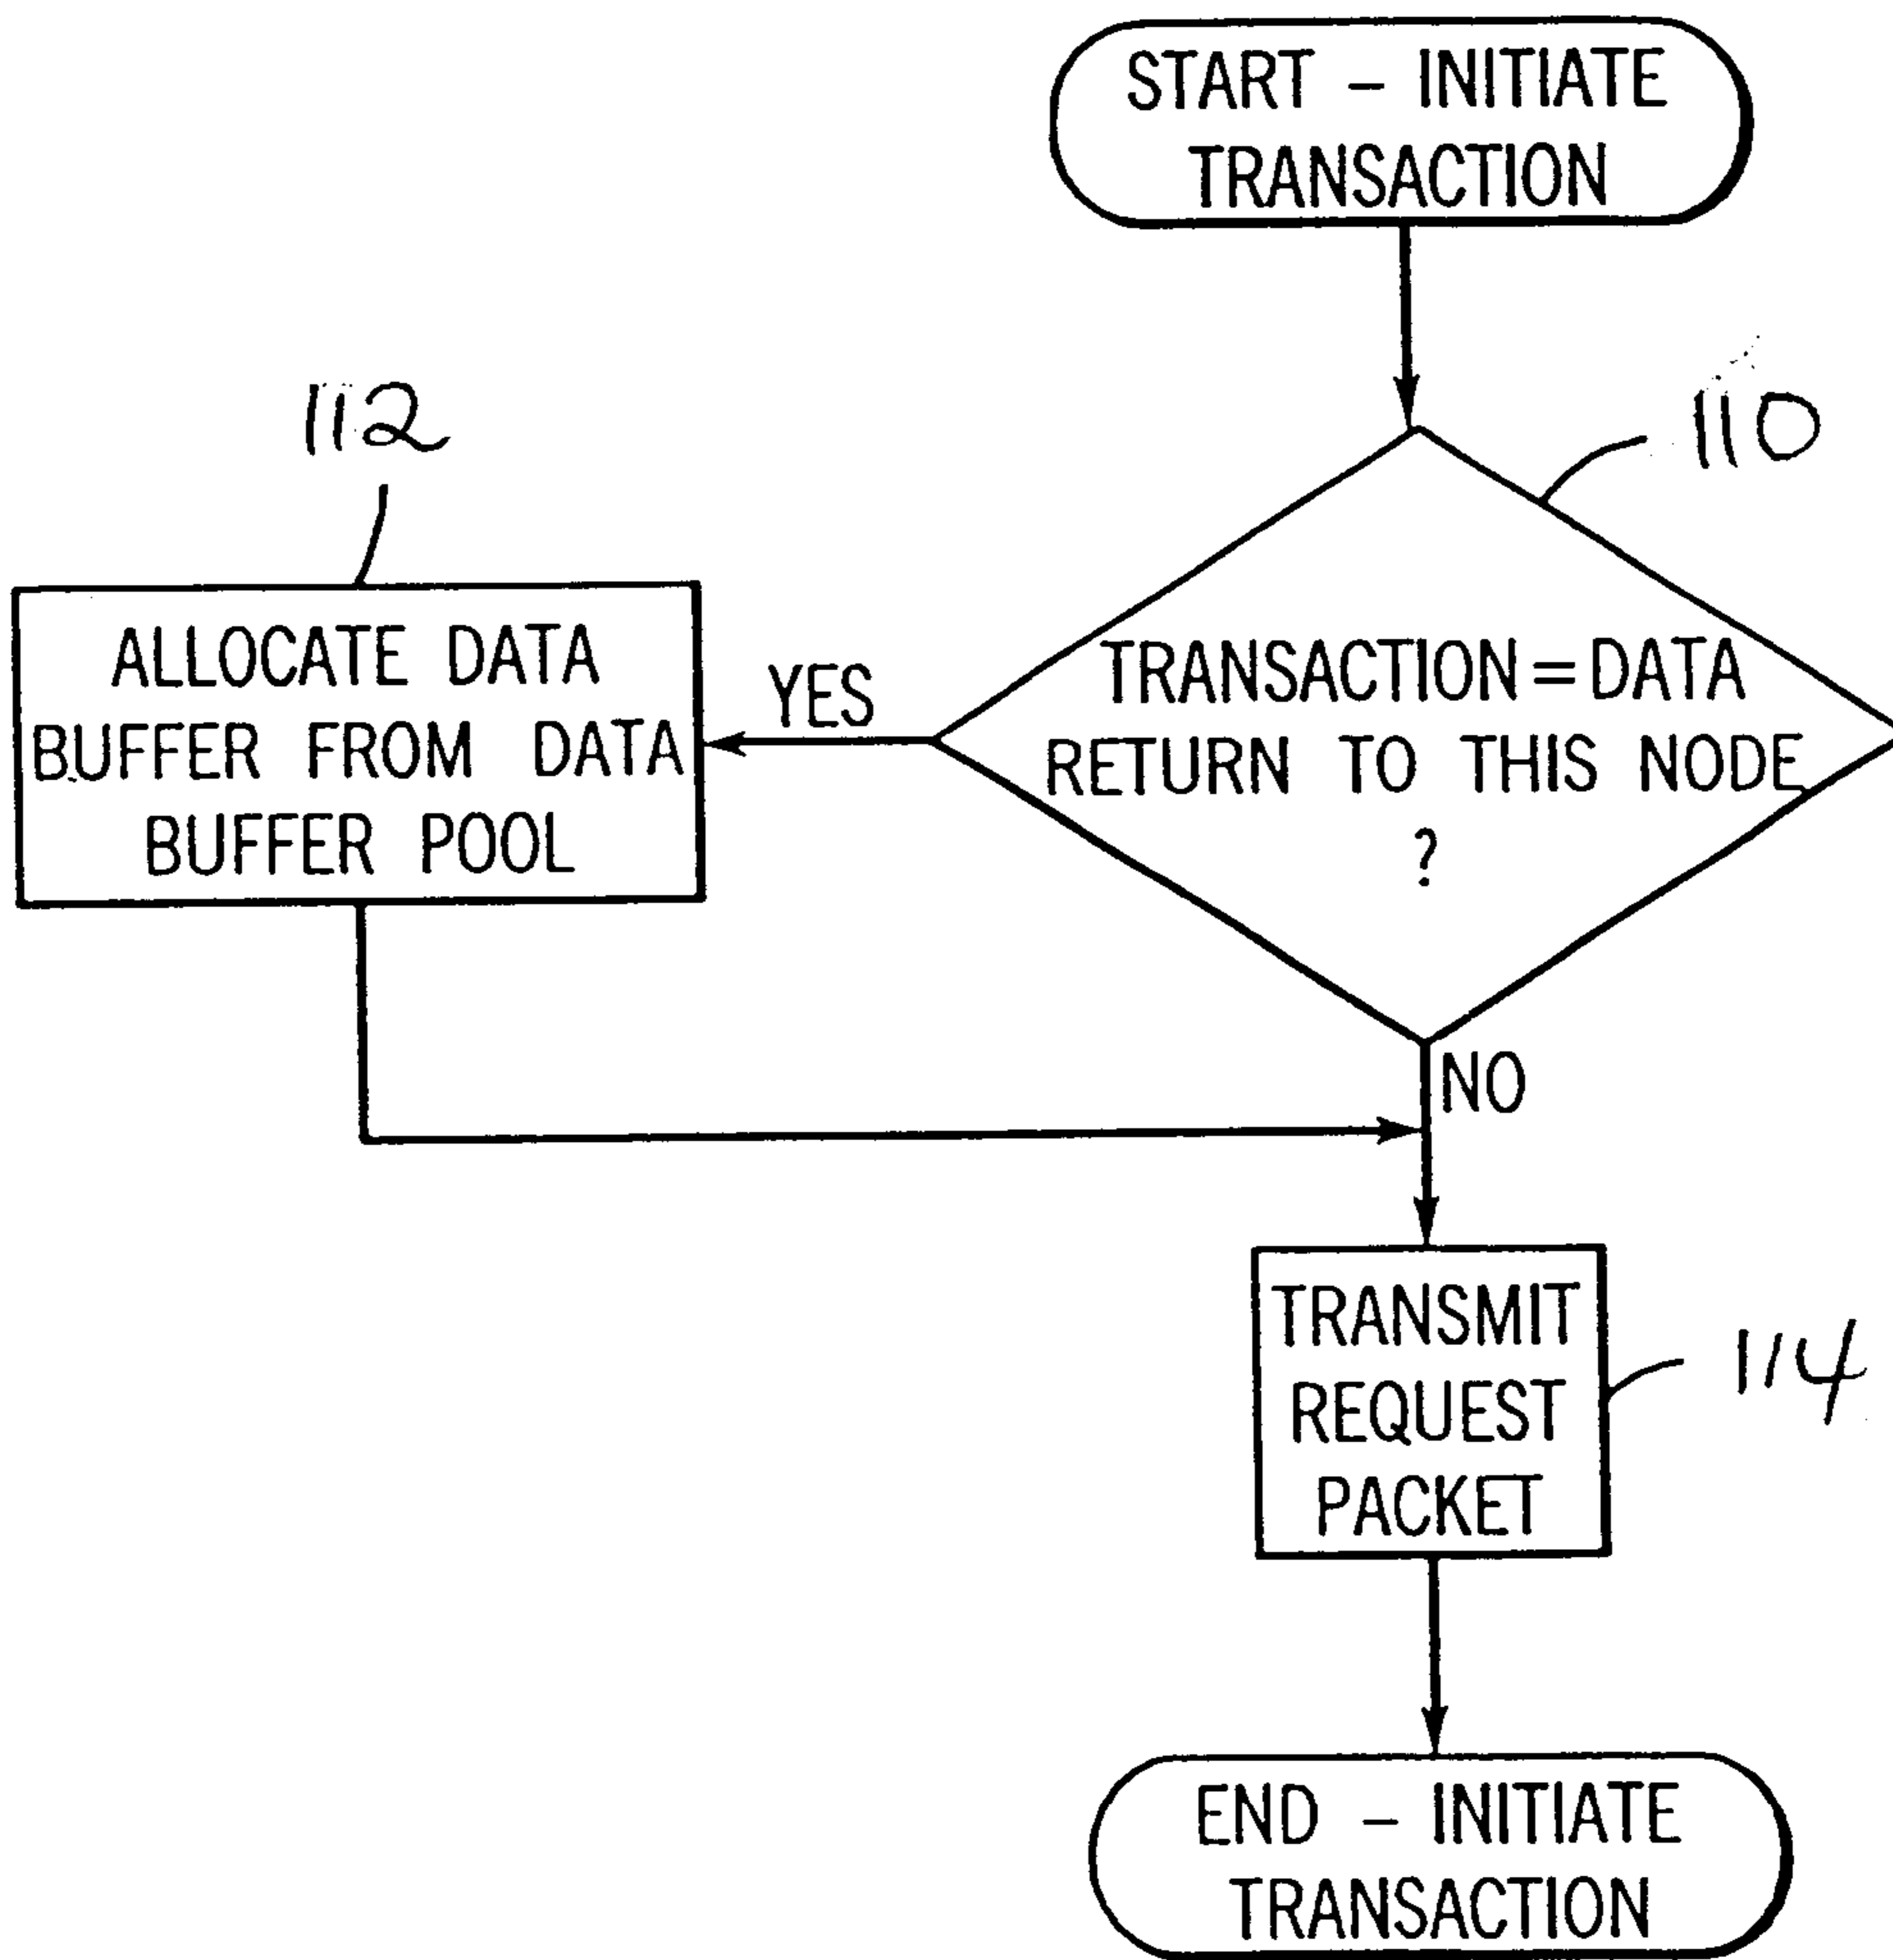 START – INITIATE
TRANSACTION
110
TRANSACTION=DATA
RETURN TO THIS NODE
?
YES
112
ALLOCATE DATA
BUFFER FROM DATA
BUFFER POOL
NO
TRANSMIT
REQUEST
PACKET
114
END – INITIATE
TRANSACTION